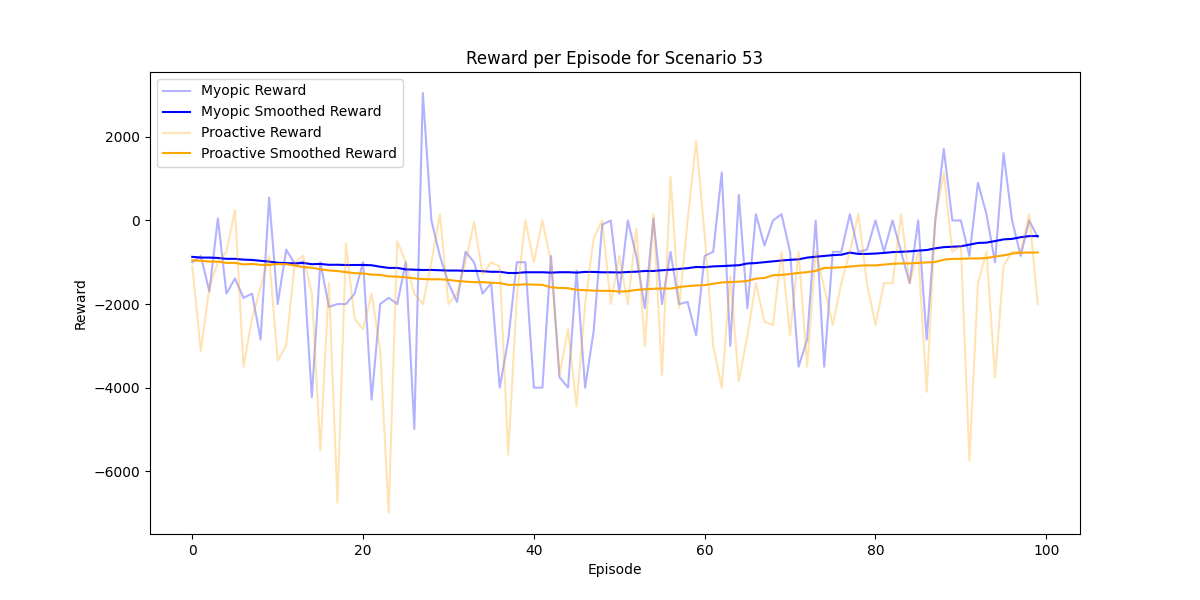 Reward per Episode for Scenario 53
Myopic Reward
Myopic Smoothed Reward
Proactive Reward
Proactive Smoothed Reward
Reward
2000
0
−2000
−4000
−6000
0 20 40 60 80 100
Episode